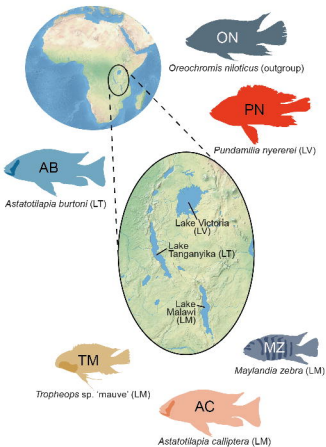 ON
Oreochromis niloticus (outgroup)
PN
Pundamilia nyererei (LV)
AB
Astatotilapia burtoni (LT)
Lake Victoria
(LV)
Lake
Tanganyika (LT)
Lake
Malawi
(LM)
MZ
Maylandia zebra (LM)
TM
Tropheops sp. 'mauve' (LM)
AC
Astatotilapia calliptera (LM)